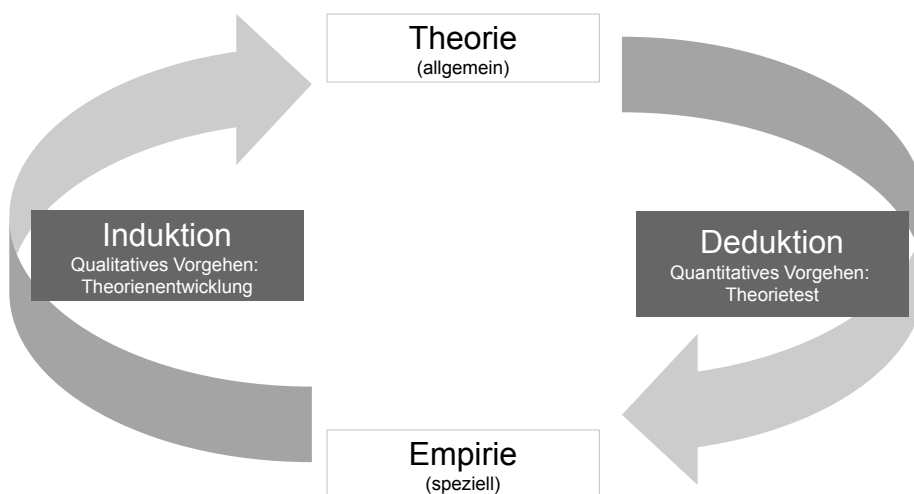 Theorie
(allgemein)
Induktion
Qualitatives Vorgehen:
Theorienentwicklung
Deduktion
Quantitatives Vorgehen:
Theorietest
Empirie
(speziell)